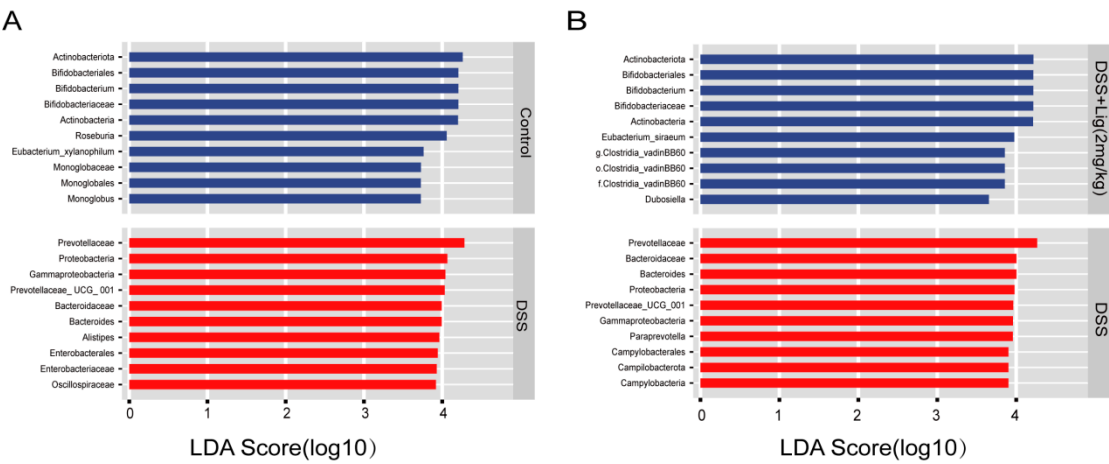 A
Actinobacteriota
Bifidobacteriales
Bifidobacterium
Bifidobacteriaceae
Actinobacteria
Roseburia
Eubacterium_xylanophilum
Monoglobaceae
Monoglobales
Monoglobus
Control
Prevotellaceae
Proteobacteria
Gammaproteobacteria
Prevotellaceae_ UCG_ 001
Bacteroidaceae
Bacteroides
Alistipes
Enterobacterales
Enterobacteriaceae
Oscillospiraceae
DSS
0 1 2 3 4
LDA Score(log10）
B
Actinobacteriota
Bifidobacteriales
Bifidobacterium
Bifidobacteriaceae
Actinobacteria
Eubacterium_siraeum
g.Clostridia_vadinBB60
o.Clostridia_vadinBB60
f.Clostridia_vadinBB60
Dubosiella
DSS+Lig(2mg/kg)
Prevotellaceae
Bacteroidaceae
Bacteroides
Proteobacteria
Prevotellaceae_UCG_001
Gammaproteobacteria
Paraprevotella
Campylobacterales
Campilobacterota
Campylobacteria
DSS
0 1 2 3 4
LDA Score(log10）